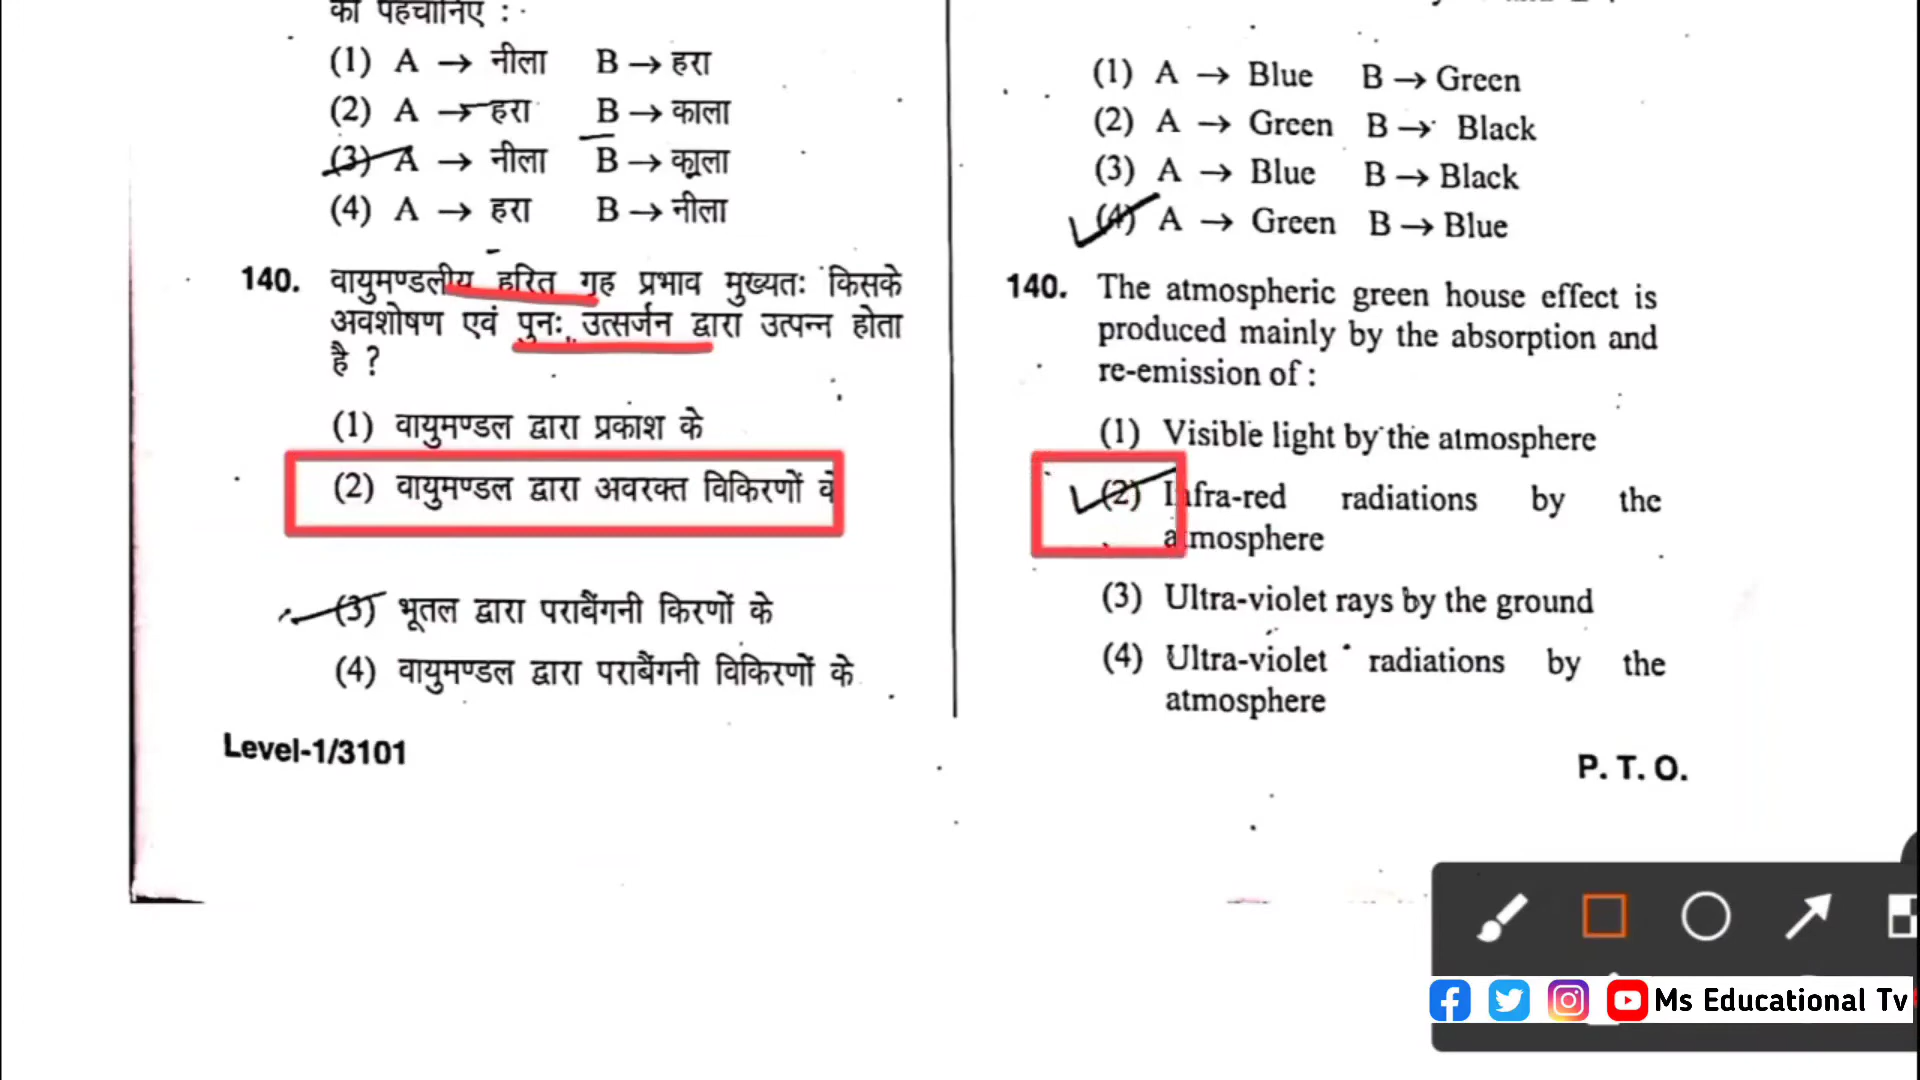 को पहचानिए :
(1) A → नीला B → हरा
(2) A → हरा B → काला
(3) A → नीला B → काला
(4) A → हरा B → नीला
140. वायुमण्डलीय हरित गृह प्रभाव मुख्यतः किसके
अवशोषण एवं पुनः उत्सर्जन द्वारा उत्पन्न होता
है ?
(1) वायुमण्डल द्वारा प्रकाश के
(2) वायुमण्डल द्वारा अवरक्त विकिरणों के
(3) भूतल द्वारा पराबैंगनी किरणों के
(4) वायुमण्डल द्वारा पराबैंगनी विकिरणों के
Level-1/3101
(1) A → Blue B → Green
(2) A → Green B → Black
(3) A → Blue B → Black
(4) A → Green B → Blue
140. The atmospheric green house effect is
produced mainly by the absorption and
re-emission of :
(1) Visible light by the atmosphere
(2) Infra-red radiations by the
atmosphere
(3) Ultra-violet rays by the ground
(4) Ultra-violet radiations by the
atmosphere
P. T. O.
Ms Educational Tv